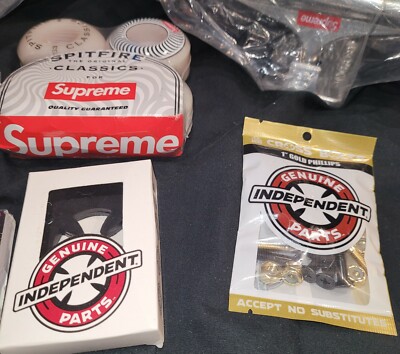 SPITFIRE
THE ORIGINAL
CLASSICS
FOR
Supreme
QUALITY GUARANTEED
Supreme
Supreme
GENUINE
INDEPENDENT.
PARTS.
CROSS
1" GOLD PHILLIPS
GENUINE
INDEPENDENT
PARTS.
ACCEPT NO SUBSTITUTES